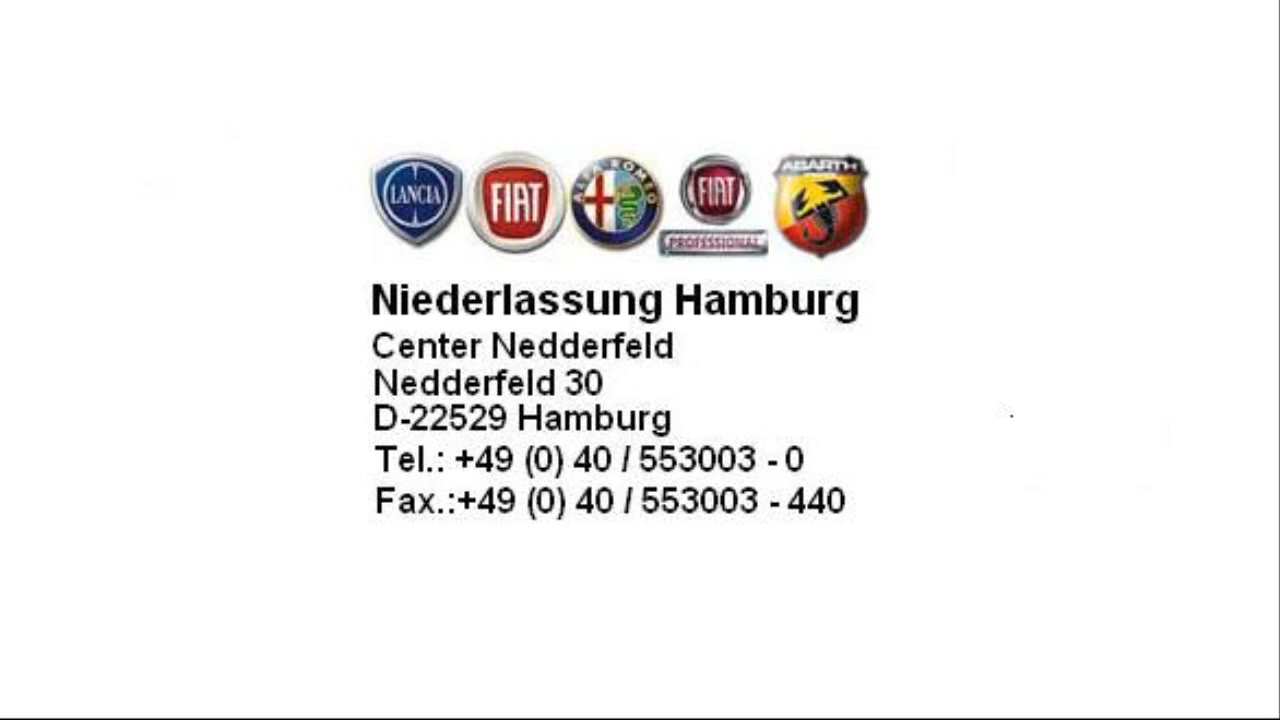 LANCIA FIAT ALFA ROMEO FIAT ABARTH
PROFESSIONAL
Niederlassung Hamburg
Center Nedderfeld
Nedderfeld 30
D-22529 Hamburg
Tel.: +49 (0) 40 / 553003 - 0
Fax.:+49 (0) 40 / 553003 - 440